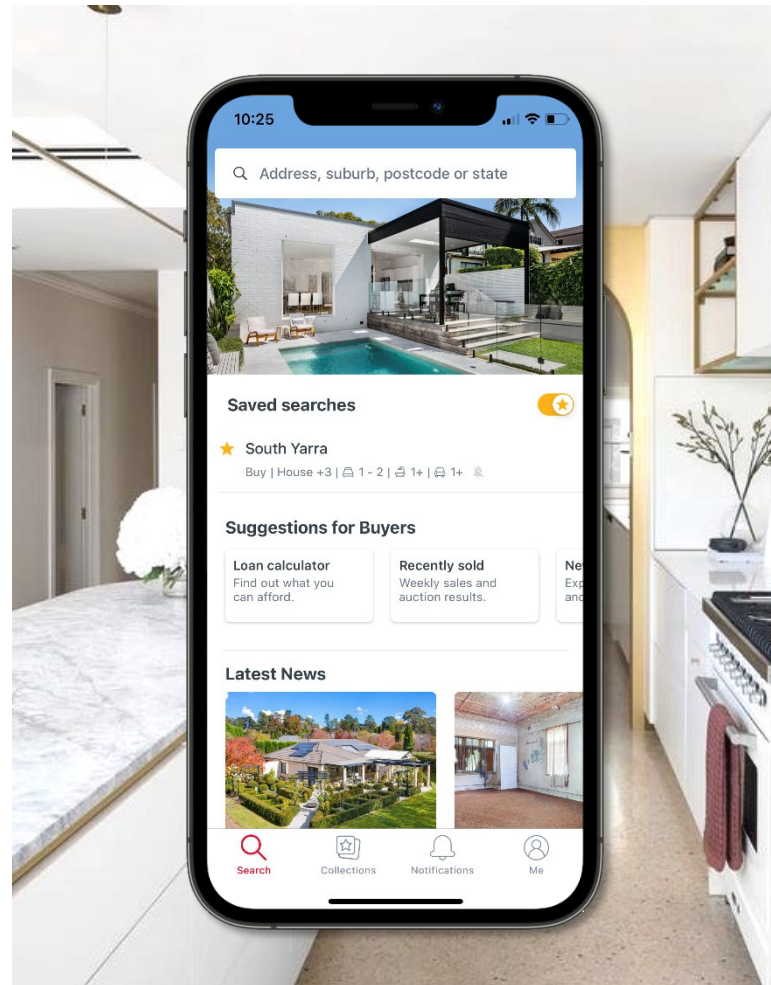 10:25
Address, suburb, postcode or state
Saved searches
South Yarra
Buy | House +3 | 1 - 2 | 1+ | 1+
Suggestions for Buyers
Loan calculator
Find out what you
can afford.
Recently sold
Weekly sales and
auction results.
Latest News
Search
Collections
Notifications
Me